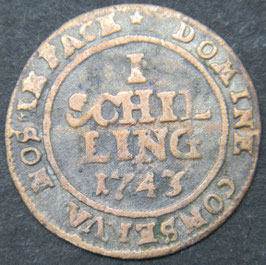 DOMINE CONSERVA NOS IN PACE
I
SCHIL
LING
1743